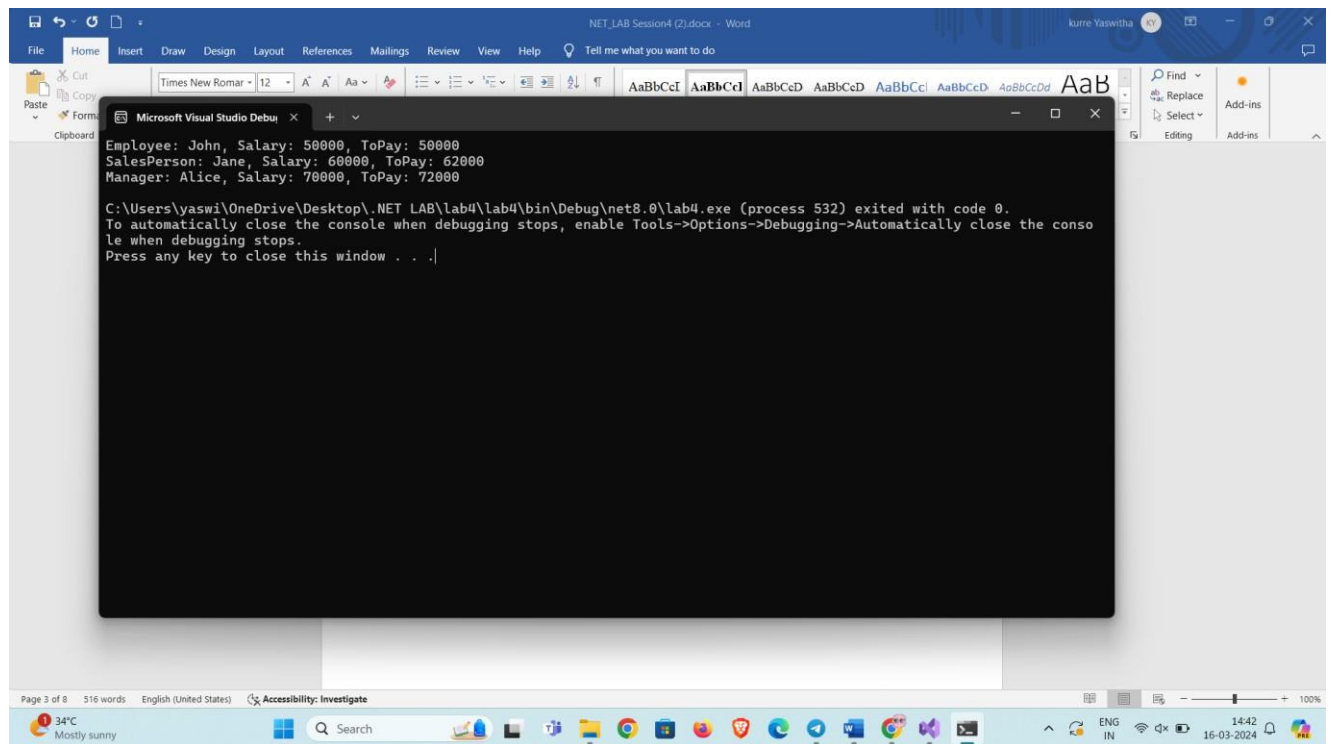 NET_LAB Session4 (2).docx - Word
kurre Yaswitha KY
File Home Insert Draw Design Layout References Mailings Review View Help Tell me what you want to do
Cut
Copy
Paste
Forma
Clipboard
Times New Romar 12
AaBbCcI AaBbCcI AaBbCcD AaBbCcD AaBbCc AaBbCcD AaBbCcDd AaB
Find
Replace
Select
Editing
Add-ins
Add-ins
Microsoft Visual Studio Debu
Employee: John, Salary: 50000, ToPay: 50000
SalesPerson: Jane, Salary: 60000, ToPay: 62000
Manager: Alice, Salary: 70000, ToPay: 72000
C:\Users\yaswi\OneDrive\Desktop\.NET LAB\lab4\lab4\bin\Debug\net8.0\lab4.exe (process 532) exited with code 0.
To automatically close the console when debugging stops, enable Tools->Options->Debugging->Automatically close the conso
le when debugging stops.
Press any key to close this window . . .
Page 3 of 8 516 words English (United States) Accessibility: Investigate
100%
1
34°C
Mostly sunny
Search
ENG
IN
14:42
16-03-2024
PRE